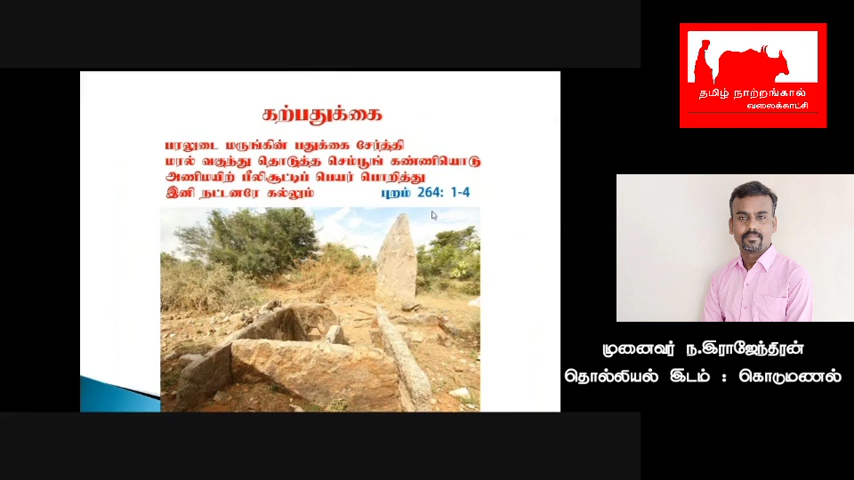 கற்பதுக்கை
பரலுடை மருங்கின் பதுக்கை சேர்த்தி
மரல் வகுந்து தொடுத்த செம்பூங் கண்ணியொடு
அணிமயிற் பீலிசூட்டிப் பெயர் பொறித்து
இனி நட்டனரே கல்லும் புறம் 264: 1-4
தமிழ் நாற்றங்கால்
வலைக்காட்சி
முனைவர் ந.இராஜேந்திரன்
தொல்லியல் இடம் : கொடுமணல்